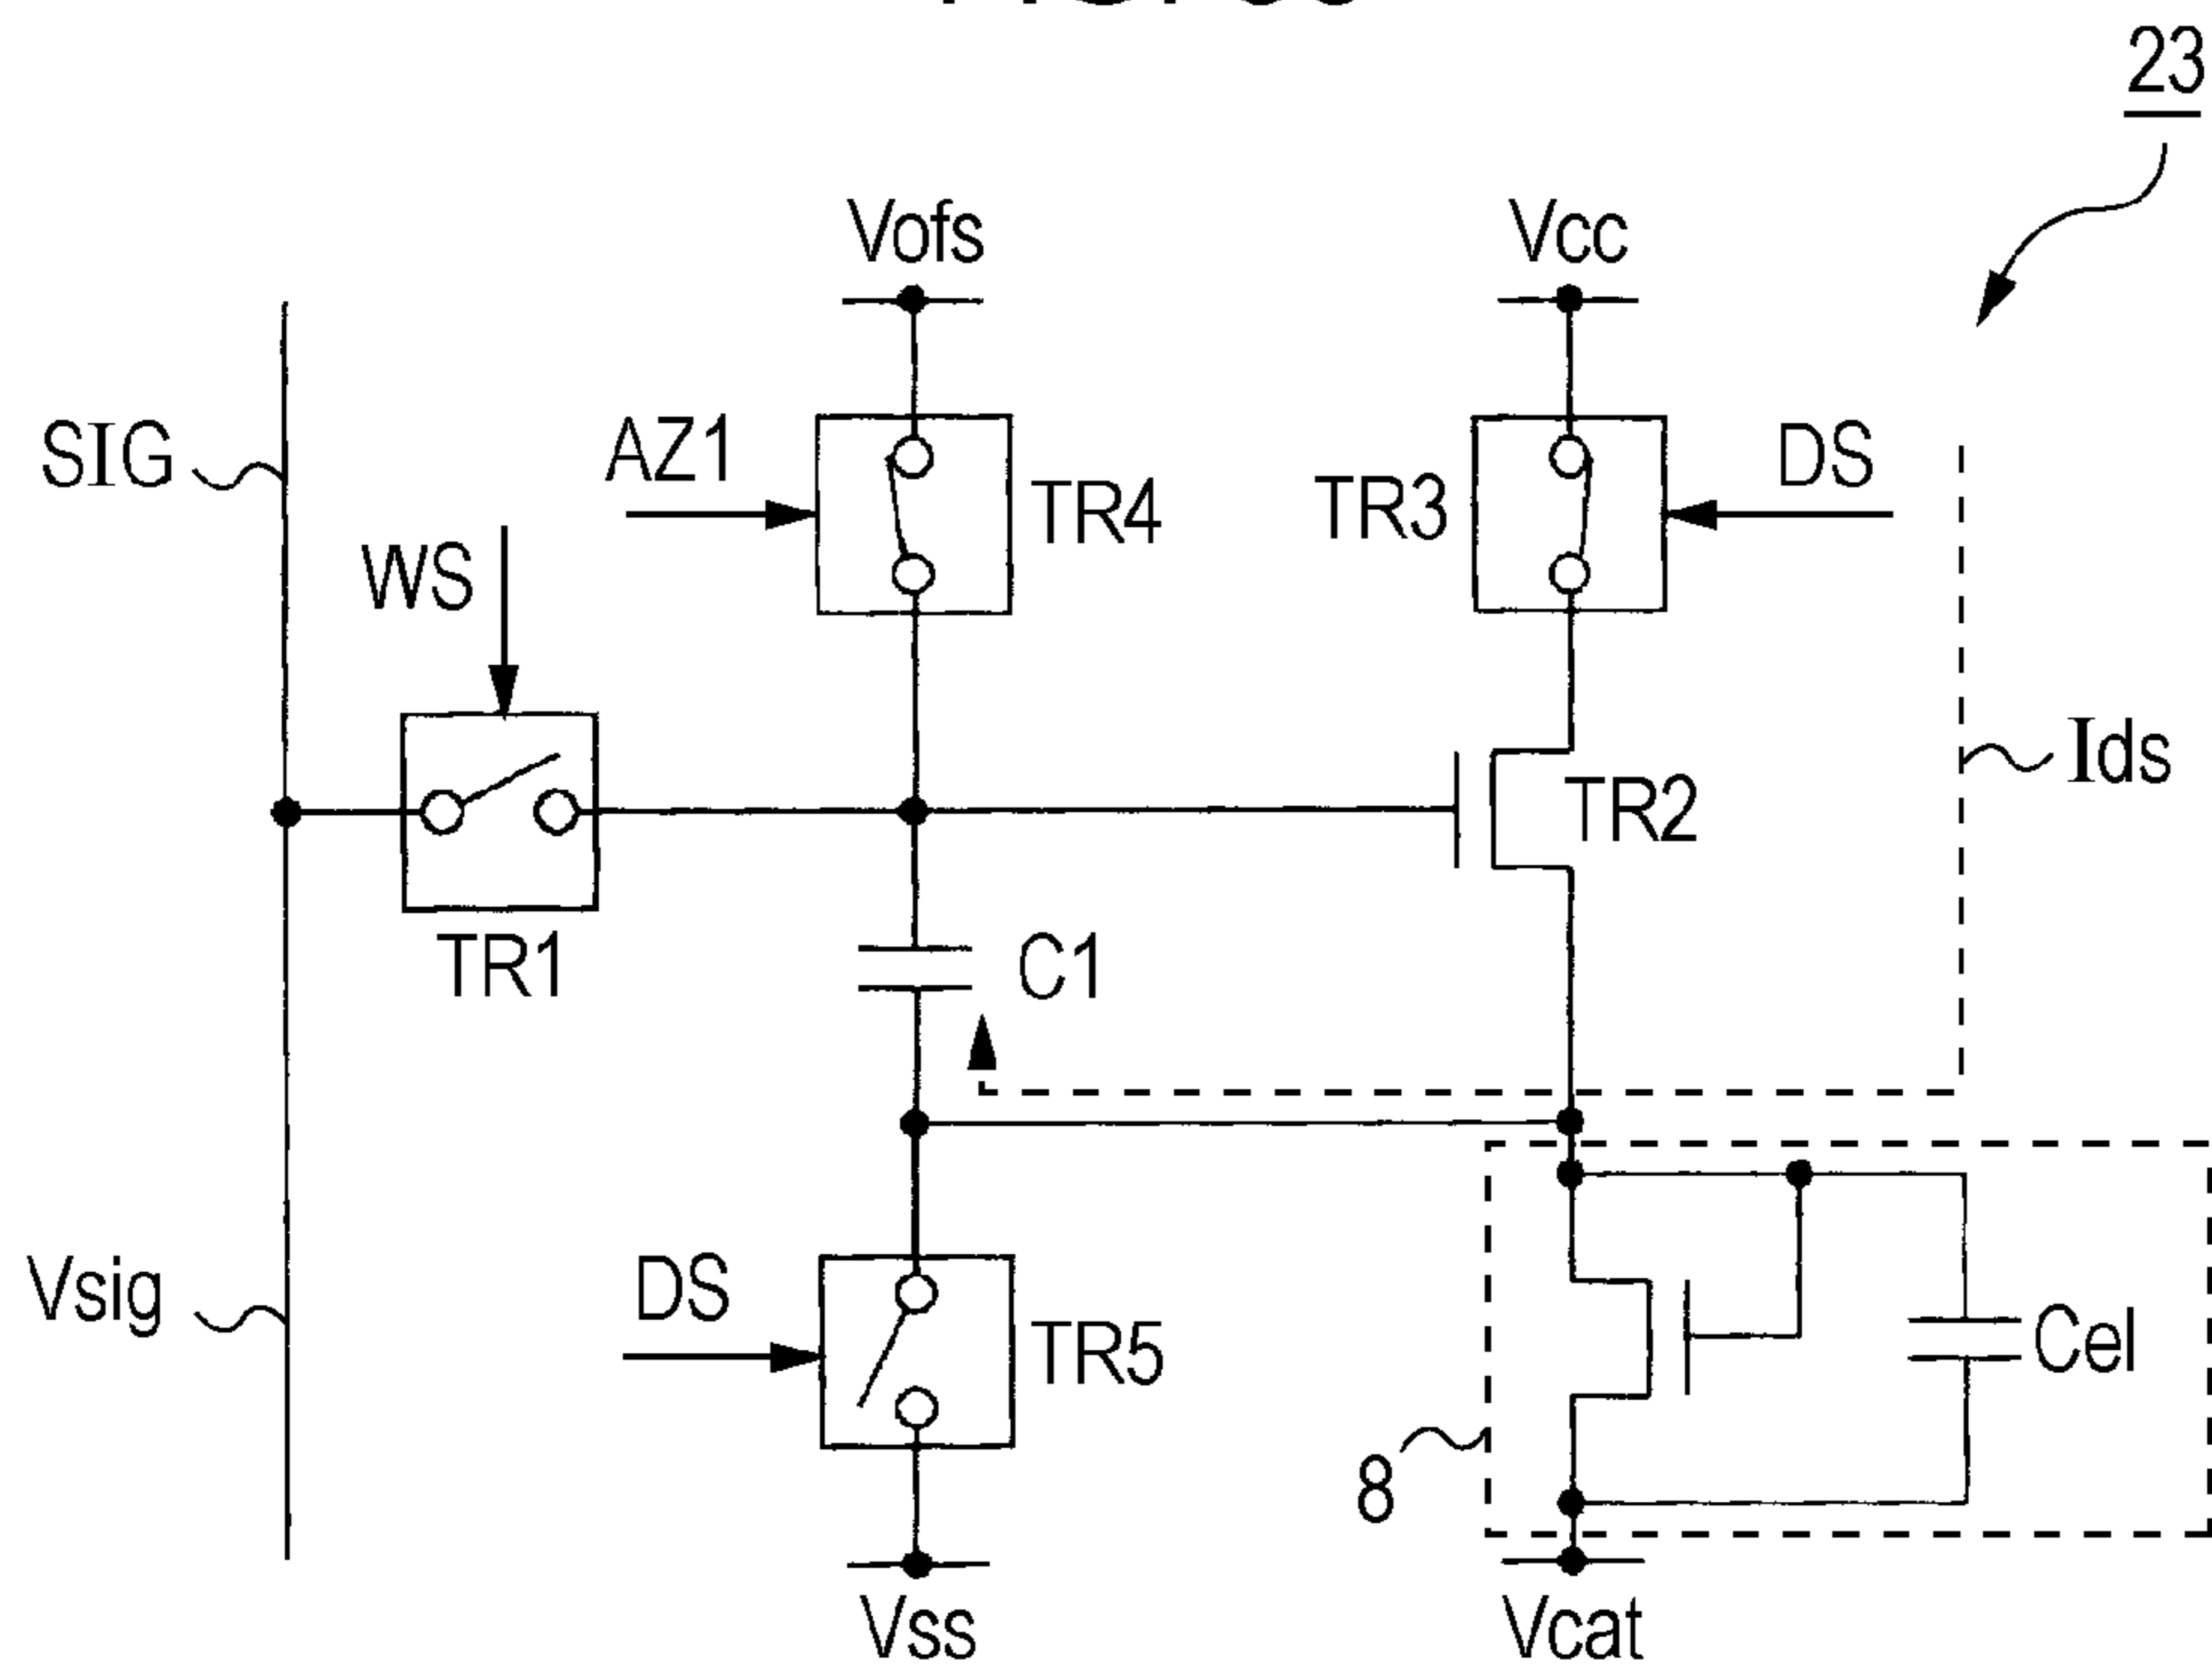 23
Vofs
Vcc
SIG
AZ1
TR4
TR3
DS
WS
Ids
TR2
TR1
C1
Vsig
DS
TR5
Cel
8
Vss
Vcat